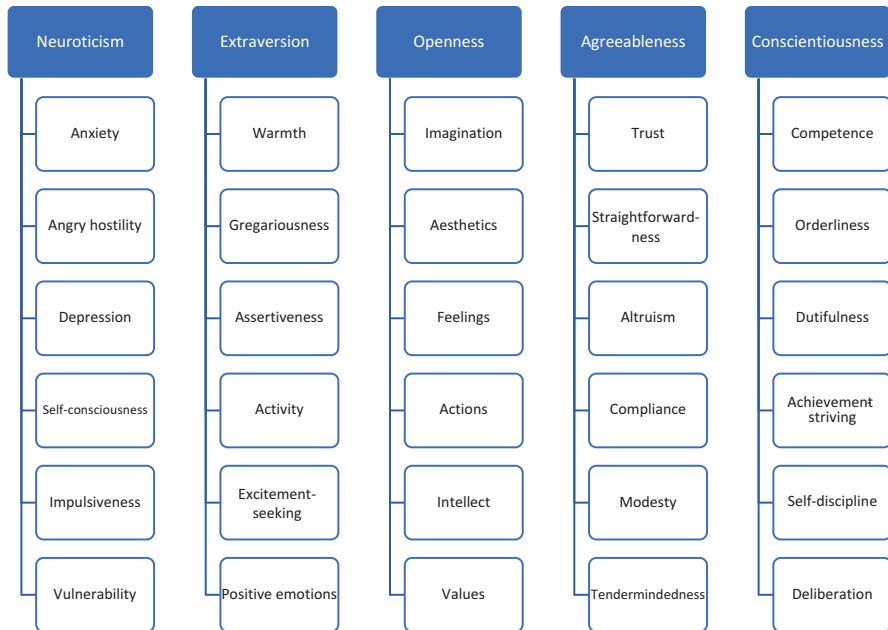 Neuroticism
Anxiety
Angry hostility
Depression
Self-consciousness
Impulsiveness
Vulnerability
Extraversion
Warmth
Gregariousness
Assertiveness
Activity
Excitement-
seeking
Positive emotions
Openness
Imagination
Aesthetics
Feelings
Actions
Intellect
Values
Agreeableness
Trust
Straightforward-
ness
Altruism
Compliance
Modesty
Tendermindedness
Conscientiousness
Competence
Orderliness
Dutifulness
Achievement-
striving
Self-discipline
Deliberation